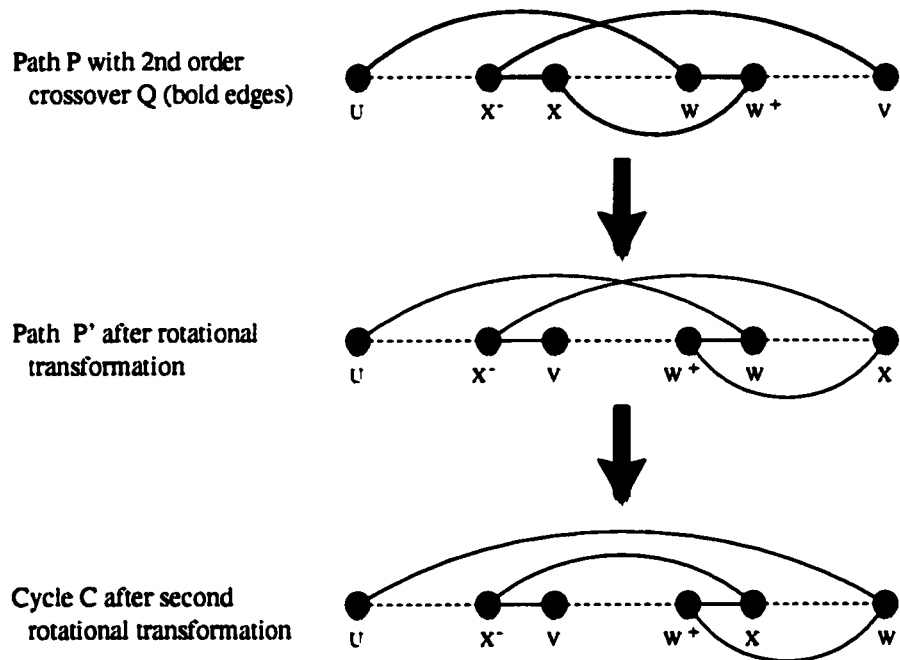 Path P with 2nd order
crossover Q (bold edges)
U X⁻ X W W⁺ V
Path P' after rotational
transformation
U X⁻ V W⁺ W X
Cycle C after second
rotational transformation
U X⁻ V W⁺ X W